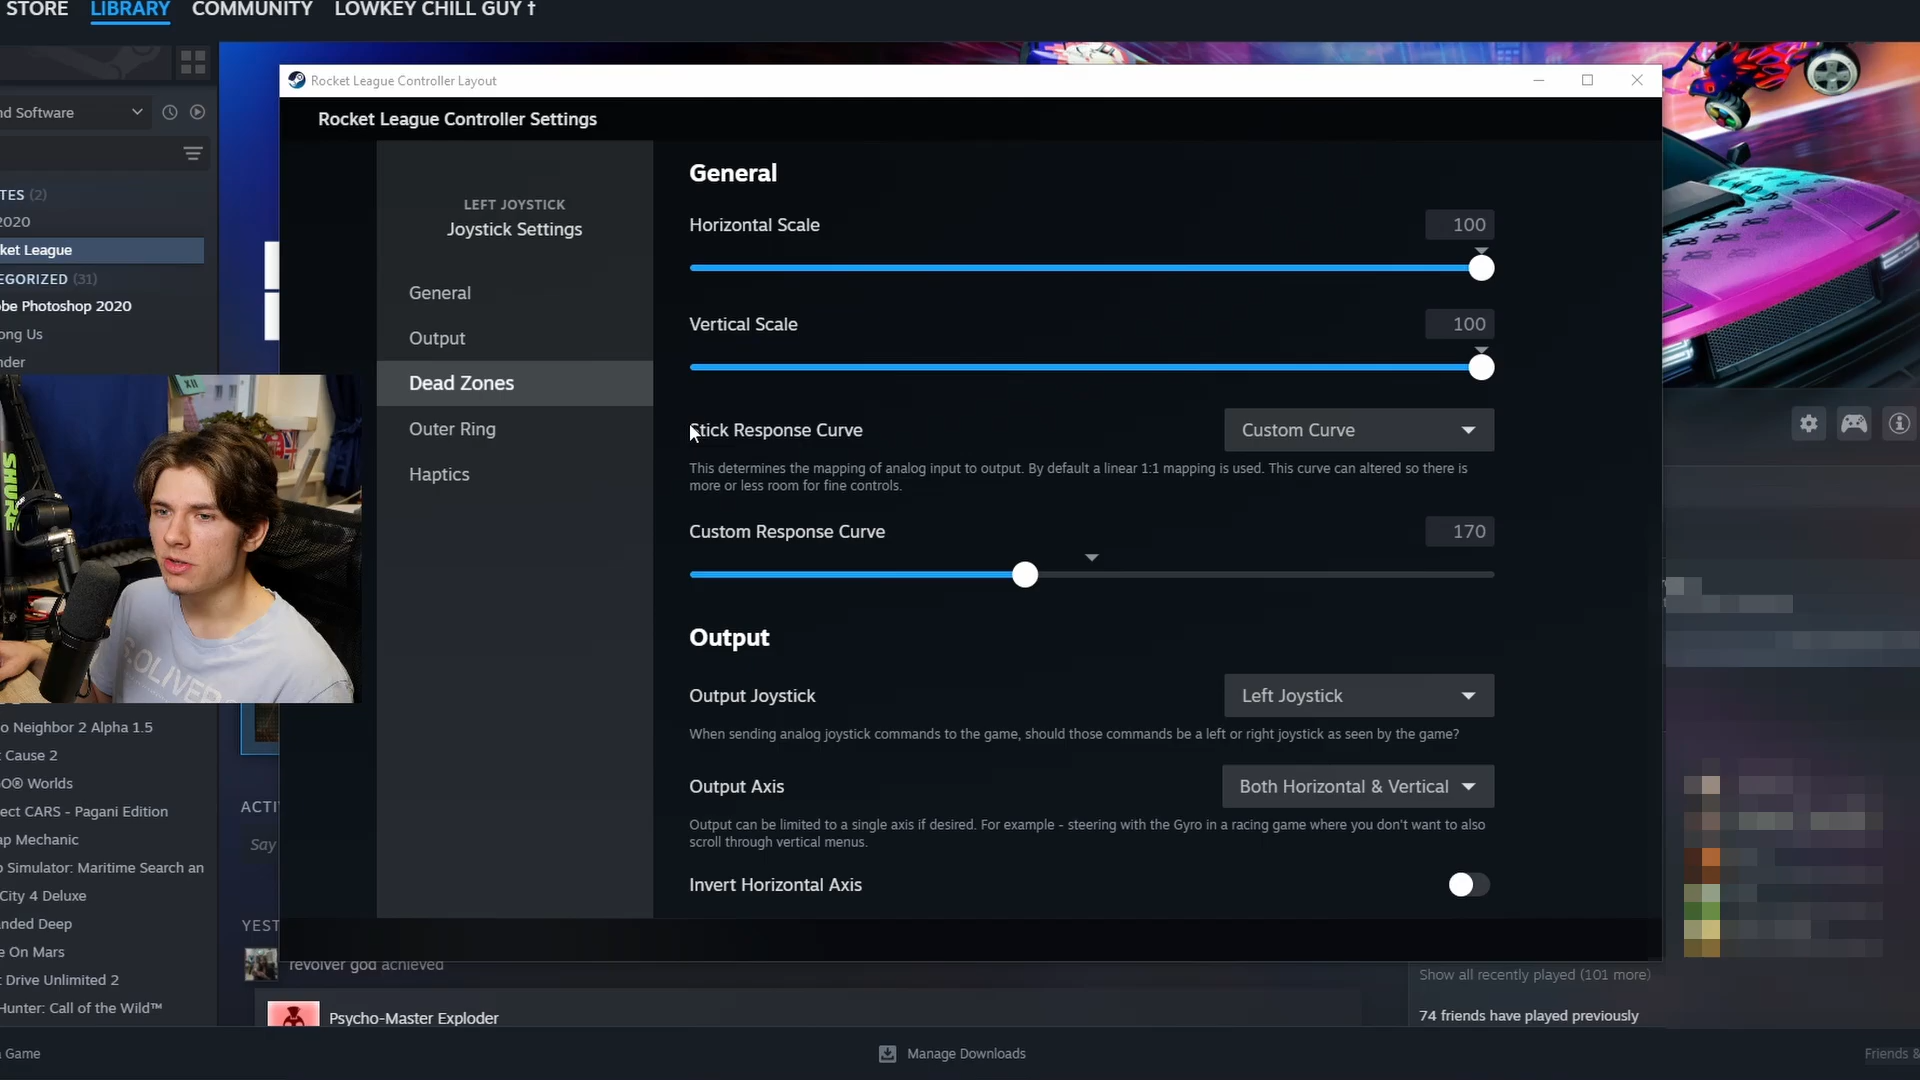 STORE LIBRARY COMMUNITY LOWKEY CHILL GUY †
Rocket League Controller Layout
Rocket League Controller Settings
nd Software
TES (2)
2020
ket League
EGORIZED (31)
be Photoshop 2020
ong Us
nder
LEFT JOYSTICK
Joystick Settings
General
Output
Dead Zones
Outer Ring
Haptics
General
Horizontal Scale
100
Vertical Scale
100
Stick Response Curve
Custom Curve
This determines the mapping of analog input to output. By default a linear 1:1 mapping is used. This curve can altered so there is
more or less room for fine controls.
Custom Response Curve
170
Output
Output Joystick
Left Joystick
When sending analog joystick commands to the game, should those commands be a left or right joystick as seen by the game?
Output Axis
Both Horizontal & Vertical
Output can be limited to a single axis if desired. For example - steering with the Gyro in a racing game where you don't want to also
scroll through vertical menus.
Invert Horizontal Axis
XII
SHURE
S.OLIVER
o Neighbor 2 Alpha 1.5
t Cause 2
GO® Worlds
ect CARS - Pagani Edition
ap Mechanic
o Simulator: Maritime Search an
City 4 Deluxe
anded Deep
e On Mars
t Drive Unlimited 2
Hunter: Call of the Wild™
ACTI
Say
YEST
revolver god achieved
Psycho-Master Exploder
Show all recently played (101 more)
74 friends have played previously
a Game
Manage Downloads
Friends &